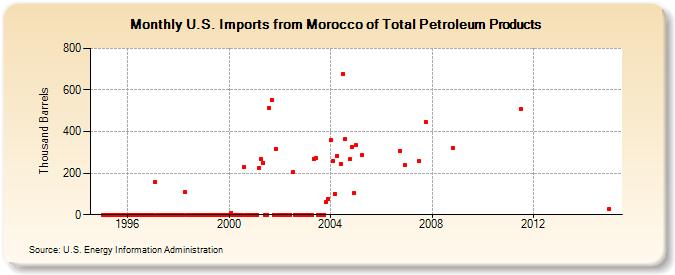 Monthly U.S. Imports from Morocco of Total Petroleum Products
Thousand Barrels
800
600
400
200
0
1996 2000 2004 2008 2012
Source: U.S. Energy Information Administration